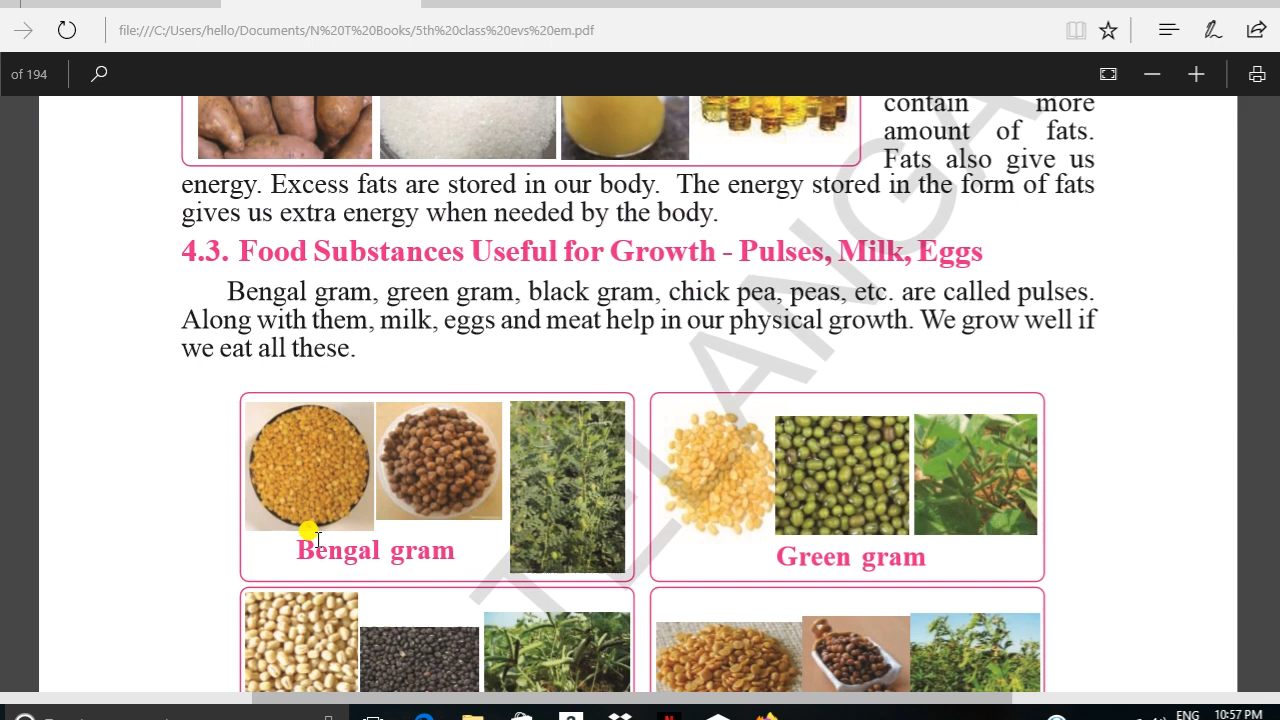 file:///C:/Users/hello/Documents/N%20T%20Books/5th%20class%20evs%20em.pdf
of 194
contain more
amount of fats.
Fats also give us
energy. Excess fats are stored in our body. The energy stored in the form of fats
gives us extra energy when needed by the body.
4.3. Food Substances Useful for Growth - Pulses, Milk, Eggs
Bengal gram, green gram, black gram, chick pea, peas, etc. are called pulses.
Along with them, milk, eggs and meat help in our physical growth. We grow well if
we eat all these.
Bengal gram
Green gram
TELANGA
ENG
10:57 PM